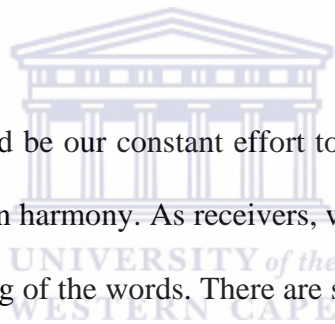 d be our constant effort to
n harmony. As receivers, v
UNIVERSITY of the
g of the words. There are s
WESTERN CAPE